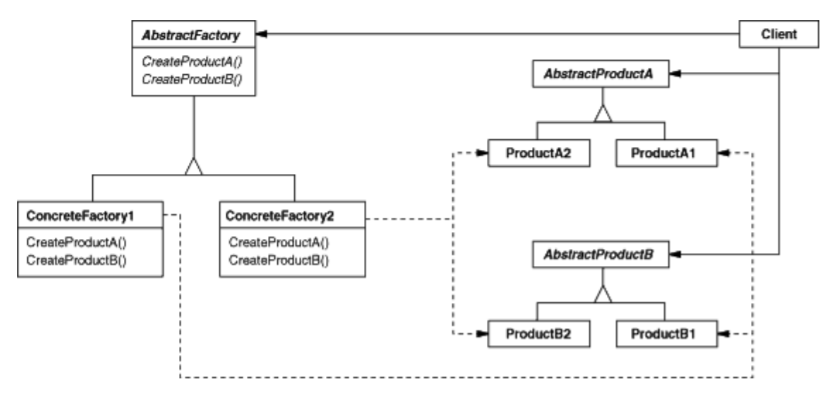 AbstractFactory
CreateProductA()
CreateProductB()
Client
AbstractProductA
ProductA2
ProductA1
ConcreteFactory1
CreateProductA()
CreateProductB()
ConcreteFactory2
CreateProductA()
CreateProductB()
AbstractProductB
ProductB2
ProductB1